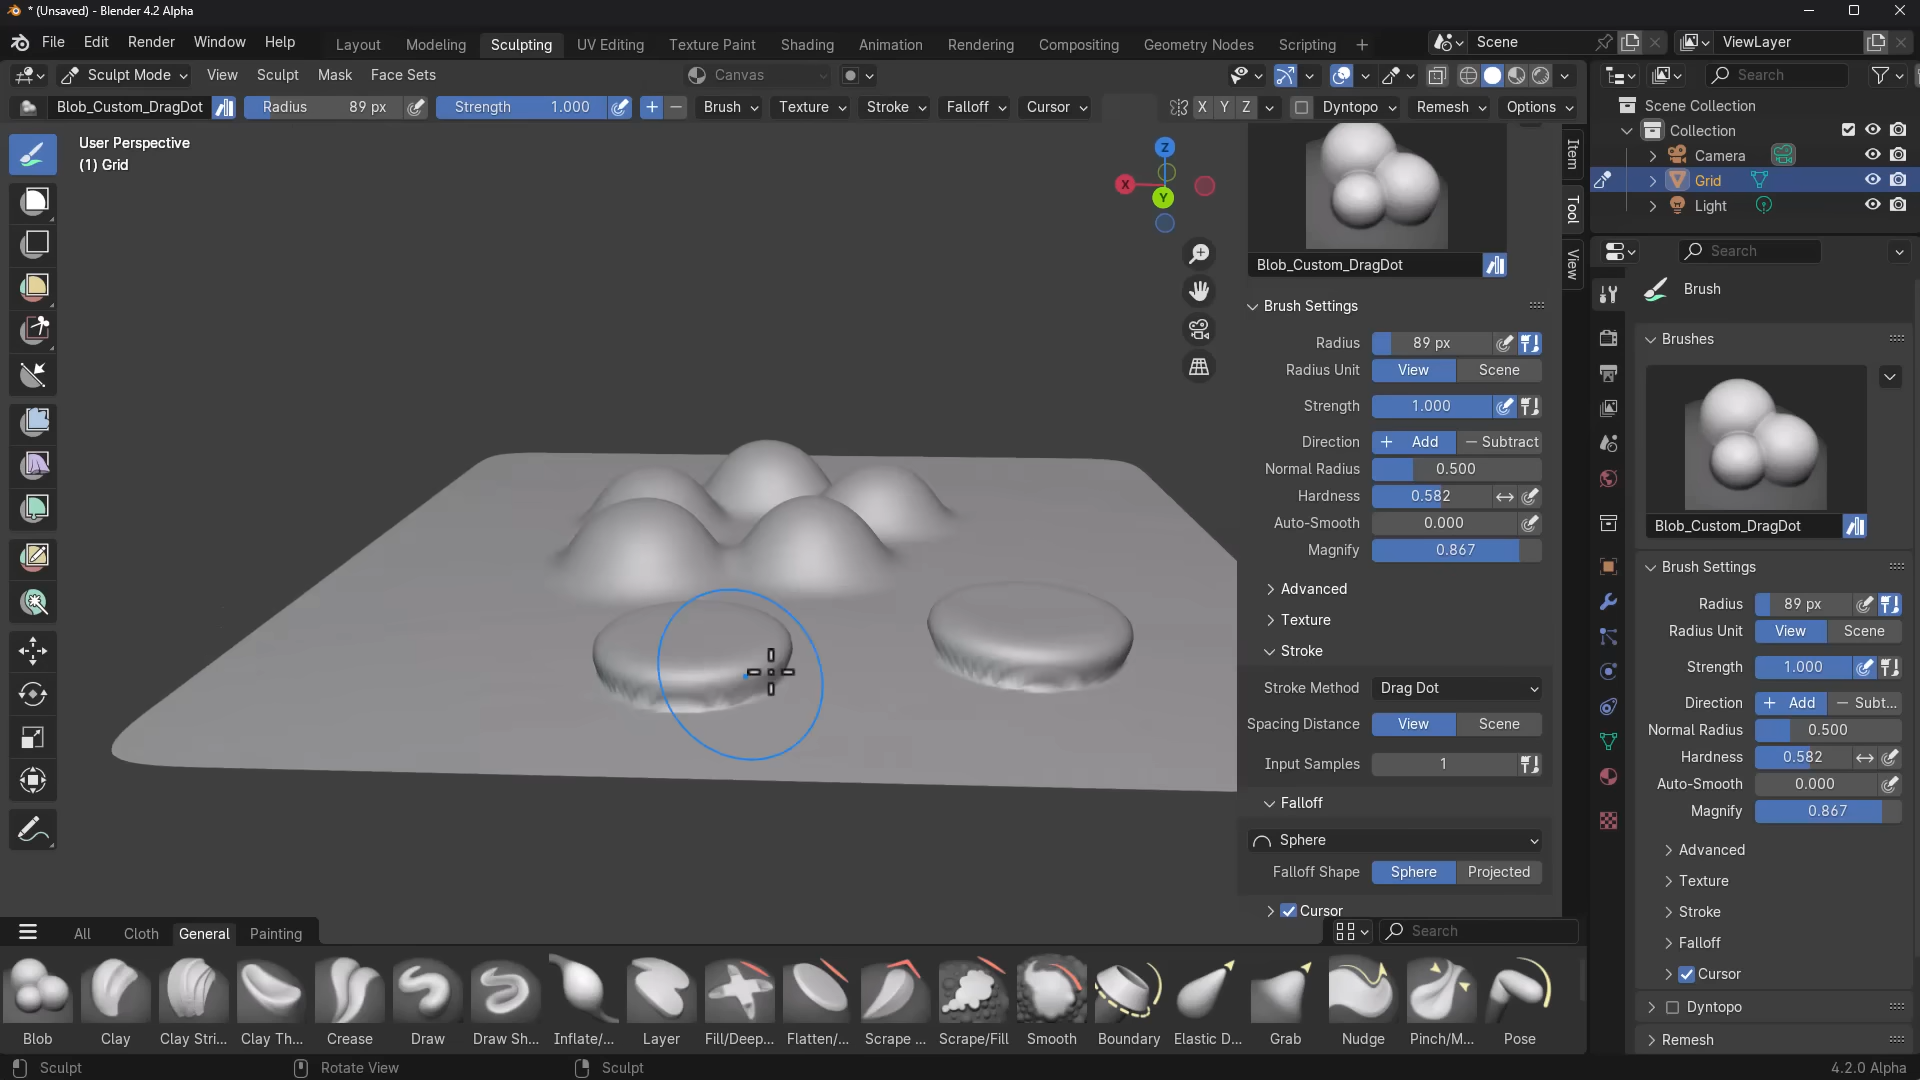 * (Unsaved) - Blender 4.2 Alpha
File Edit Render Window Help
Layout Modeling Sculpting UV Editing Texture Paint Shading Animation Rendering Compositing Geometry Nodes Scripting +
Scene
ViewLayer
Sculpt Mode View Sculpt Mask Face Sets
Canvas
Search
Blob_Custom_DragDot
Radius 89 px
Strength 1.000
+ −
Brush Texture Stroke Falloff Cursor
X Y Z
Dyntopo Remesh Options
Scene Collection
Collection
Camera
Grid
Light
User Perspective
(1) Grid
Z
X
Y
Item
Tool
View
Blob_Custom_DragDot
Brush Settings
Radius 89 px
Radius Unit View Scene
Strength 1.000
Direction + Add − Subtract
Normal Radius 0.500
Hardness 0.582
Auto-Smooth 0.000
Magnify 0.867
Advanced
Texture
Stroke
Stroke Method Drag Dot
Spacing Distance View Scene
Input Samples 1
Falloff
Sphere
Falloff Shape Sphere Projected
Cursor
Search
Brush
Brushes
Blob_Custom_DragDot
Brush Settings
Radius 89 px
Radius Unit View Scene
Strength 1.000
Direction + Add − Subt...
Normal Radius 0.500
Hardness 0.582
Auto-Smooth 0.000
Magnify 0.867
Advanced
Texture
Stroke
Falloff
Cursor
Dyntopo
Remesh
All Cloth General Painting
Search
Blob Clay Clay Stri... Clay Th... Crease Draw Draw Sh... Inflate/... Layer Fill/Deep... Flatten/... Scrape ... Scrape/Fill Smooth Boundary Elastic D... Grab Nudge Pinch/M... Pose
Sculpt Rotate View Sculpt
4.2.0 Alpha